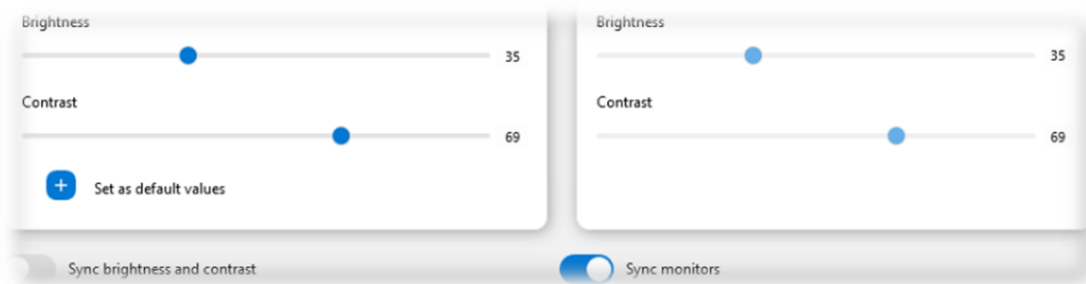 Brightness
35
Contrast
69
Set as default values
Brightness
35
Contrast
69
Sync brightness and contrast
Sync monitors